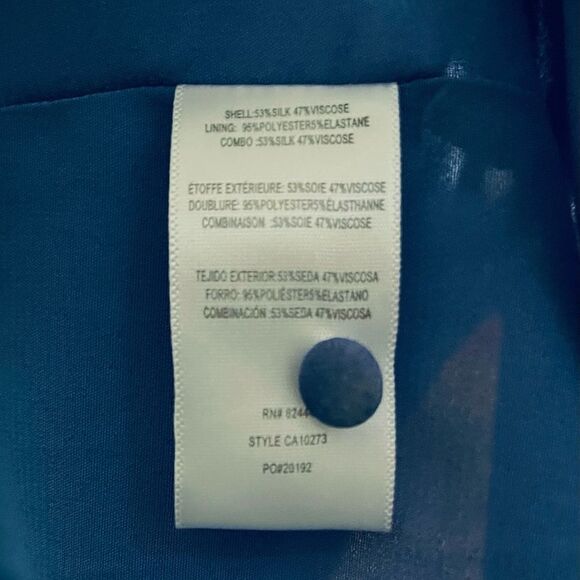 SHELL:53%SILK 47%VISCOSE
LINING: 95%POLYESTER5%ELASTANE
COMBO :53%SILK 47%VISCOSE
ÉTOFFE EXTÉRIEURE: 53%SOIE 47%VISCOSE
DOUBLURE: 95%POLYESTER5%ÉLASTHANNE
COMBINAISON :53%SOIE 47%VISCOSE
TEJIDO EXTERIOR:53%SEDA 47%VISCOSA
FORRO: 95%POLIÉSTER5%ELASTANO
COMBINACIÓN :53%SEDA 47%VISCOSA
RN#
STYLE CA10273
PO#20192